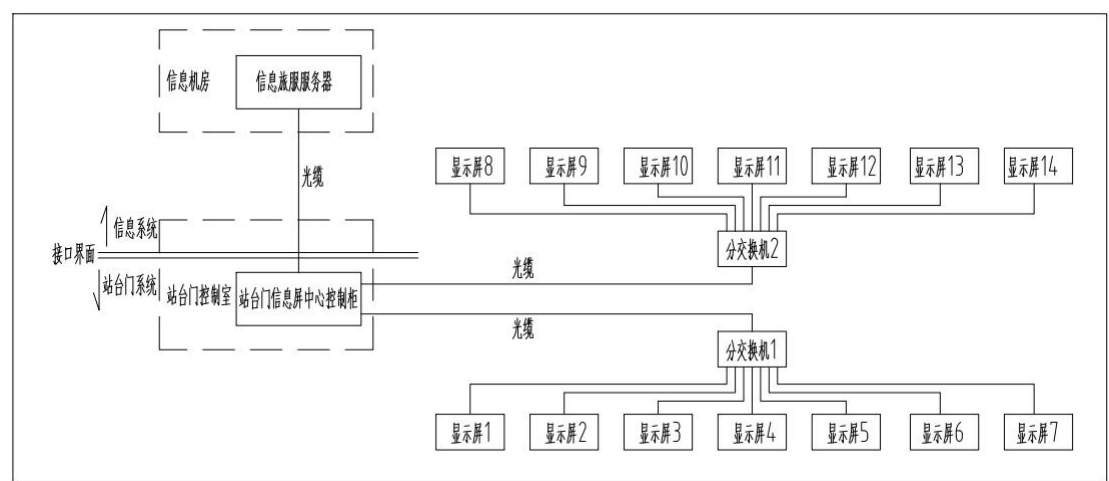 信息机房
信息旅服服务器
光缆
显示屏8
显示屏9
显示屏10
显示屏11
显示屏12
显示屏13
显示屏14
信息系统
接口界面
站台门系统
站台门控制室
站台门信息屏中心控制柜
光缆
分交换机2
光缆
分交换机1
显示屏1
显示屏2
显示屏3
显示屏4
显示屏5
显示屏6
显示屏7